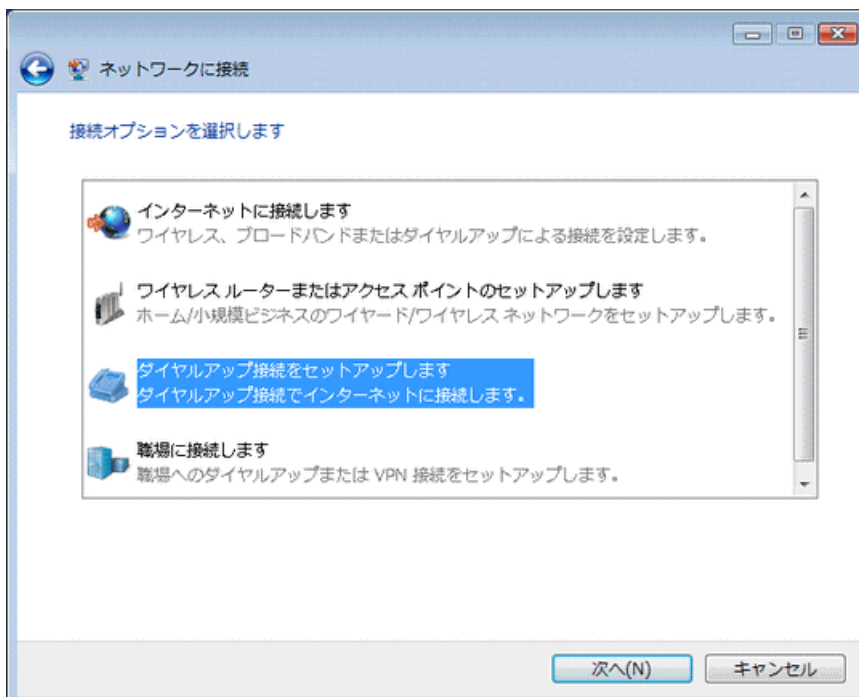 ネットワークに接続
接続オプションを選択します
インターネットに接続します
ワイヤレス、ブロードバンドまたはダイヤルアップによる接続を設定します。
ワイヤレス ルーターまたはアクセス ポイントのセットアップします
ホーム/小規模ビジネスのワイヤード/ワイヤレス ネットワークをセットアップします。
ダイヤルアップ接続をセットアップします
ダイヤルアップ接続でインターネットに接続します。
職場に接続します
職場へのダイヤルアップまたは VPN 接続をセットアップします。
次へ(N)
キャンセル